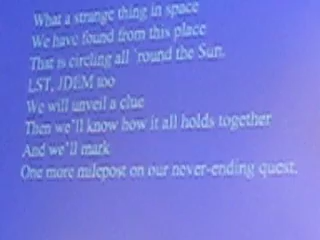 What a strange thing in space
We have found from this place
That is circling all 'round the Sun.
LST, JDEM too
We will unveil a clue
Then we'll know how it all holds together
And we'll mark
One more milepost on our never-ending quest.